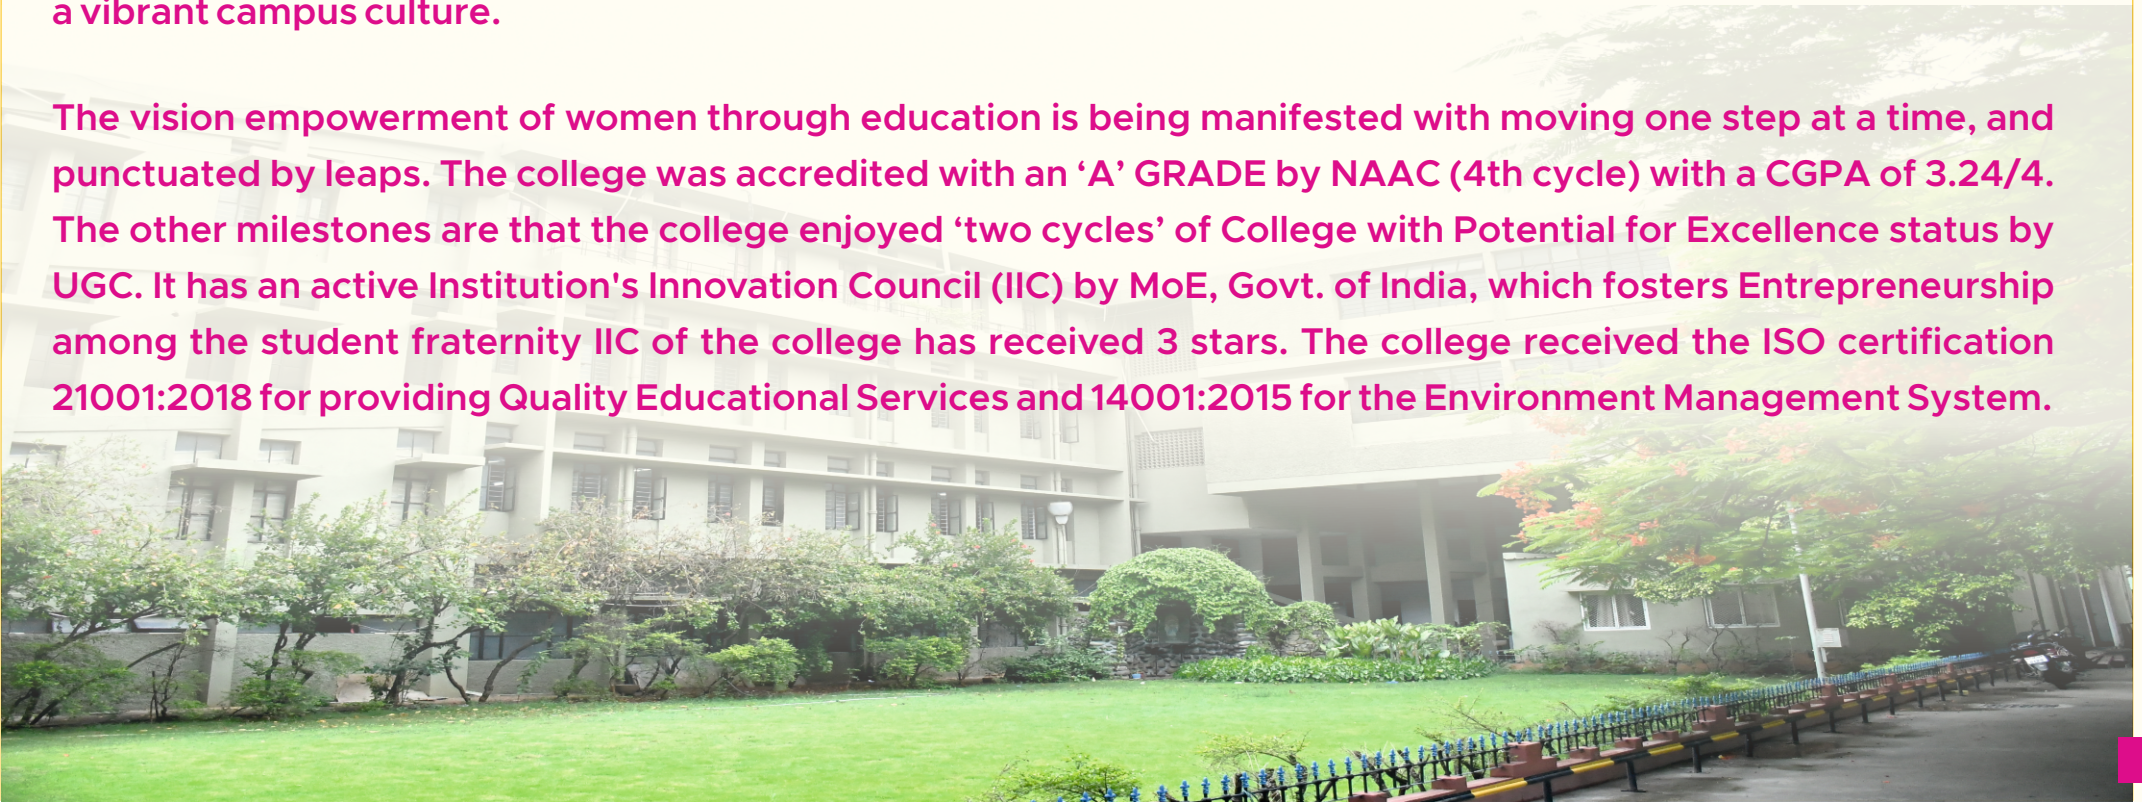 a vibrant campus culture.
The vision empowerment of women through education is being manifested with moving one step at a time, and
punctuated by leaps. The college was accredited with an ‘A’ GRADE by NAAC (4th cycle) with a CGPA of 3.24/4.
The other milestones are that the college enjoyed ‘two cycles’ of College with Potential for Excellence status by
UGC. It has an active Institution's Innovation Council (IIC) by MoE, Govt. of India, which fosters Entrepreneurship
among the student fraternity IIC of the college has received 3 stars. The college received the ISO certification
21001:2018 for providing Quality Educational Services and 14001:2015 for the Environment Management System.